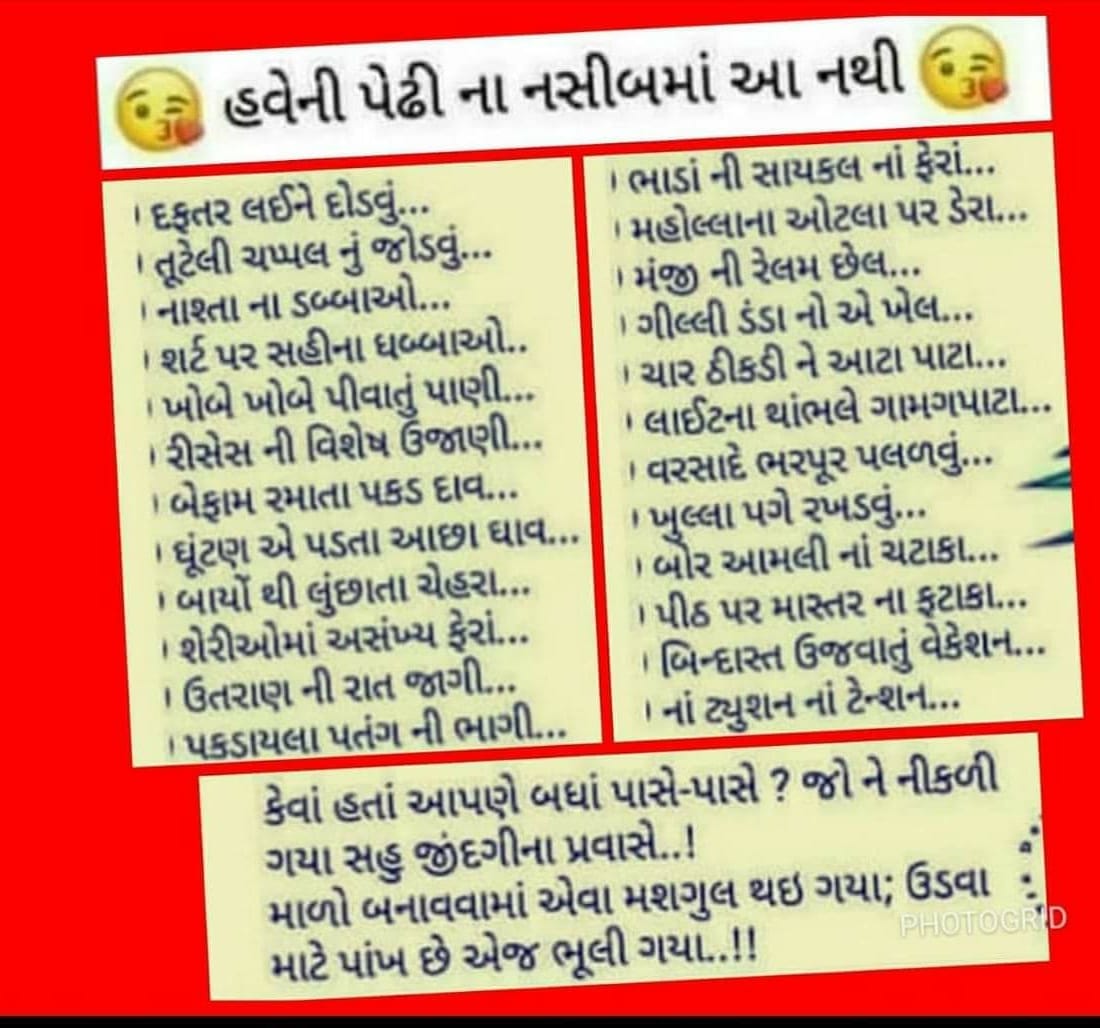 હવેની પેઢી ના નસીબમાં આ નથી
। દફતર લઈને દોડવું...
। તૂટેલી ચપ્પલ નું જોડવું...
। નાશ્તા ના ડબ્બાઓ...
। શર્ટ પર સહીના ધબ્બાઓ..
। ખોબે ખોબે પીવાતું પાણી...
। રીસેસ ની વિશેષ ઉજાણી...
। બેફામ રમાતા પકડ દાવ...
। ઘૂંટણ એ પડતા આછા ઘાવ...
। બાર્યો થી લુંછાતા ચેહરા...
। શેરીઓમાં અસંખ્ય ફેરાં...
। ઉતરાણ ની રાત જાગી...
। પકડાયલા પતંગ ની ભાગી...
। ભાડાં ની સાયકલ નાં ફેરાં...
। મહોલ્લાના ઓટલા પર ડેરા...
। મંજી ની રેલમ છેલ...
। ગીલ્લી ડંડા નો એ ખેલ...
। ચાર ઠીકડી ને આટા પાટા...
। લાઈટના થાંભલે ગામગપાટા...
। વરસાદે ભરપૂર પલળવું...
। ખુલ્લા પગે રખડવું...
। બોર આમલી નાં ચટાકા...
। પીઠ પર માસ્તર ના ફટાકા...
। બિન્દાસ્ત ઉજવાતું વેકેશન...
। નાં ટ્યુશન નાં ટેન્શન...
કેવાં હતાં આપણે બધાં પાસે-પાસે ? જો ને નીકળી
ગયા સહુ જીંદગીના પ્રવાસે..!
માળો બનાવવામાં એવા મશગુલ થઇ ગયા; ઉડવા
માટે પાંખ છે એજ ભૂલી ગયા..!!
PHOTOGRID